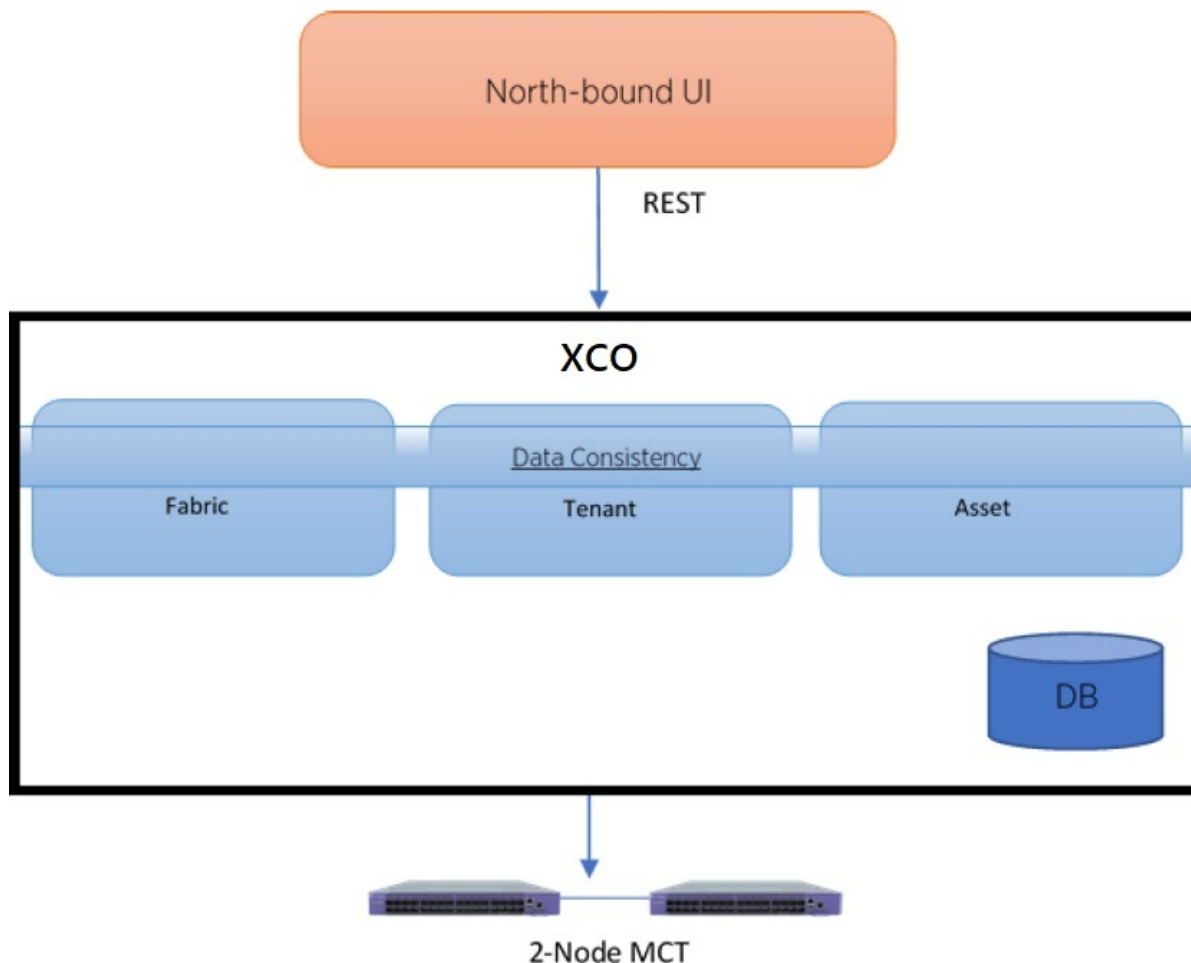 North-bound UI
REST
XCO
Data Consistency
Fabric
Tenant
Asset
DB
2-Node MCT